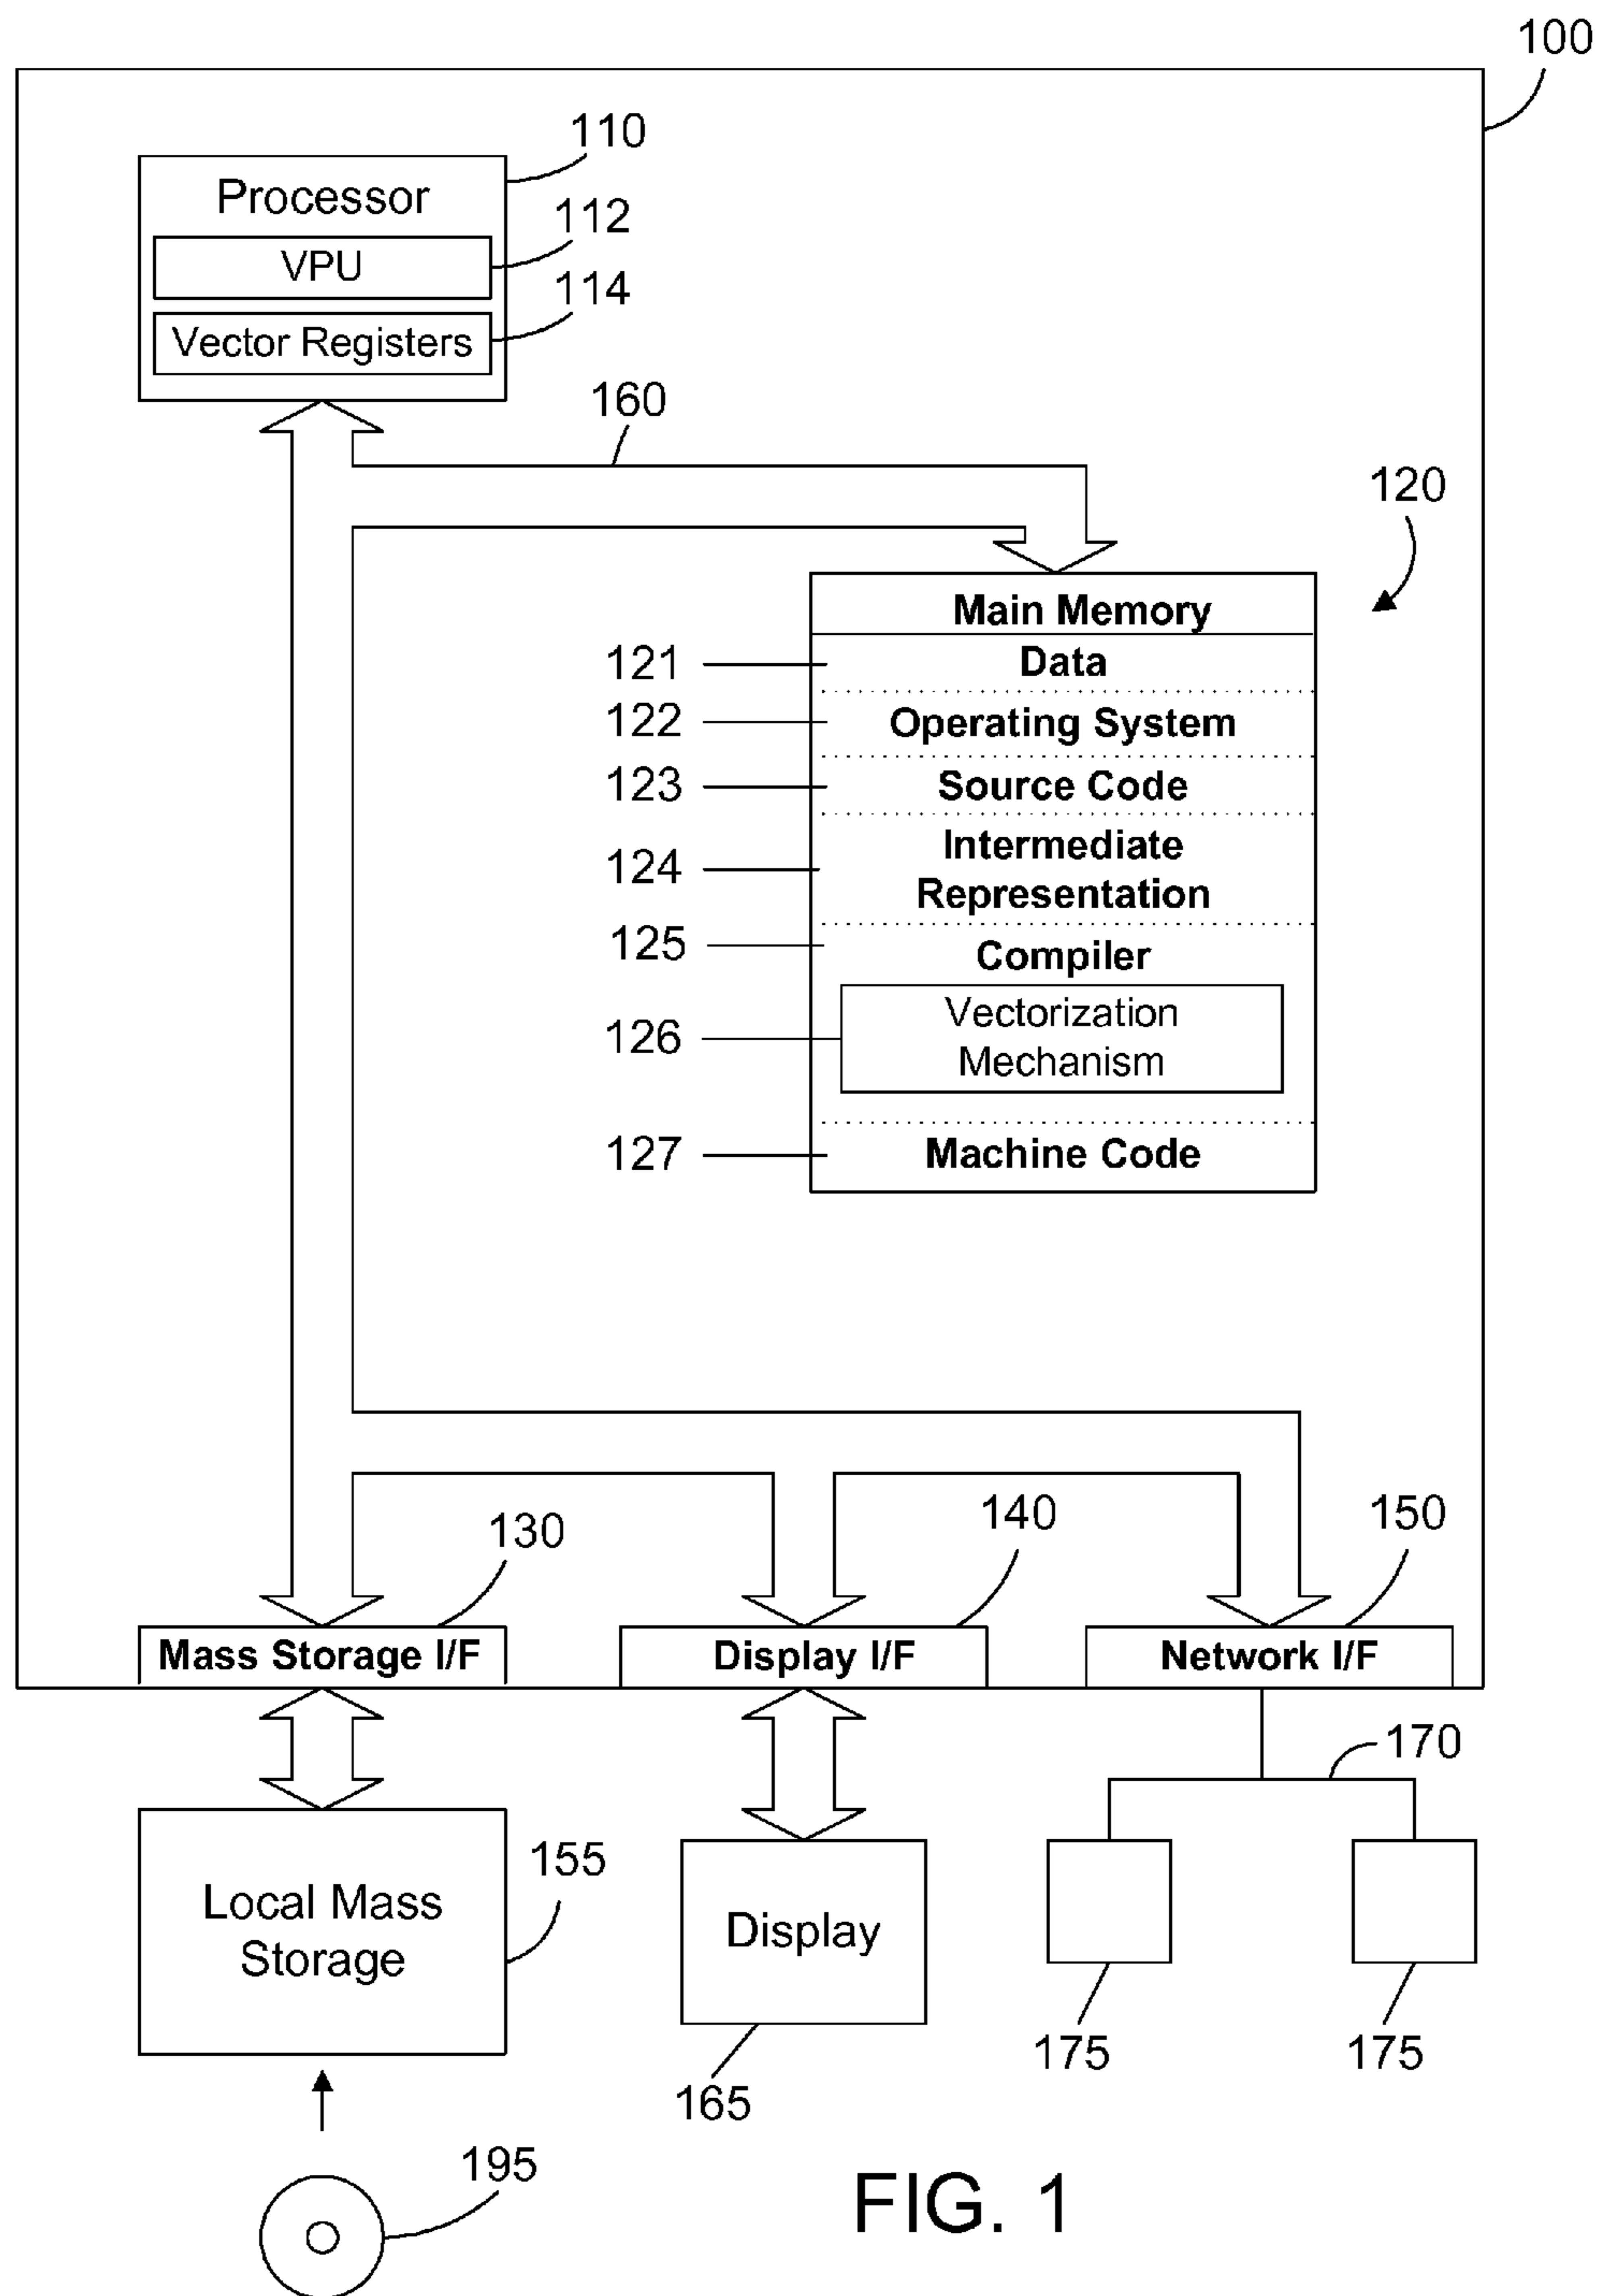 100
110
Processor
112
VPU
114
Vector Registers
160
120
Main Memory
121 Data
122 Operating System
123 Source Code
124 Intermediate
Representation
125 Compiler
126 Vectorization
Mechanism
127 Machine Code
130
140
150
Mass Storage I/F
Display I/F
Network I/F
170
155
Local Mass
Storage
Display
175
175
165
195
FIG. 1